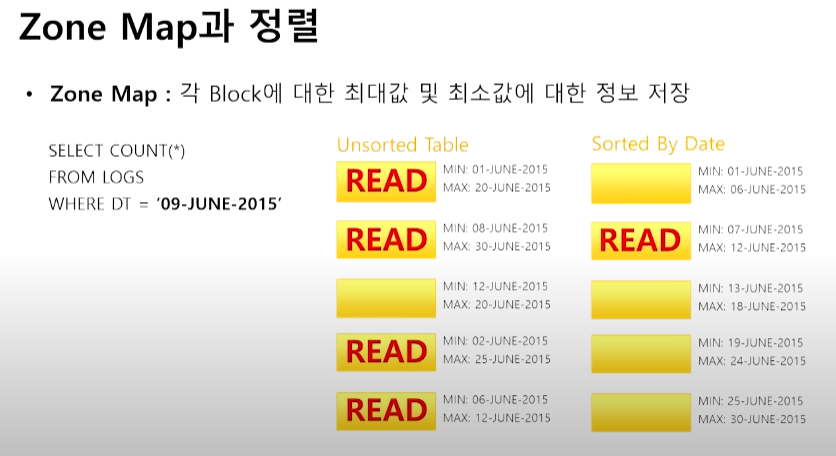 Zone Map과 정렬
• Zone Map : 각 Block에 대한 최대값 및 최소값에 대한 정보 저장
SELECT COUNT(*)
FROM LOGS
WHERE DT = '09-JUNE-2015'
Unsorted Table
READ
MIN: 01-JUNE-2015
MAX: 20-JUNE-2015
READ
MIN: 08-JUNE-2015
MAX: 30-JUNE-2015
MIN: 12-JUNE-2015
MAX: 20-JUNE-2015
READ
MIN: 02-JUNE-2015
MAX: 25-JUNE-2015
READ
MIN: 06-JUNE-2015
MAX: 12-JUNE-2015
Sorted By Date
MIN: 01-JUNE-2015
MAX: 06-JUNE-2015
READ
MIN: 07-JUNE-2015
MAX: 12-JUNE-2015
MIN: 13-JUNE-2015
MAX: 18-JUNE-2015
MIN: 19-JUNE-2015
MAX: 24-JUNE-2015
MIN: 25-JUNE-2015
MAX: 30-JUNE-2015